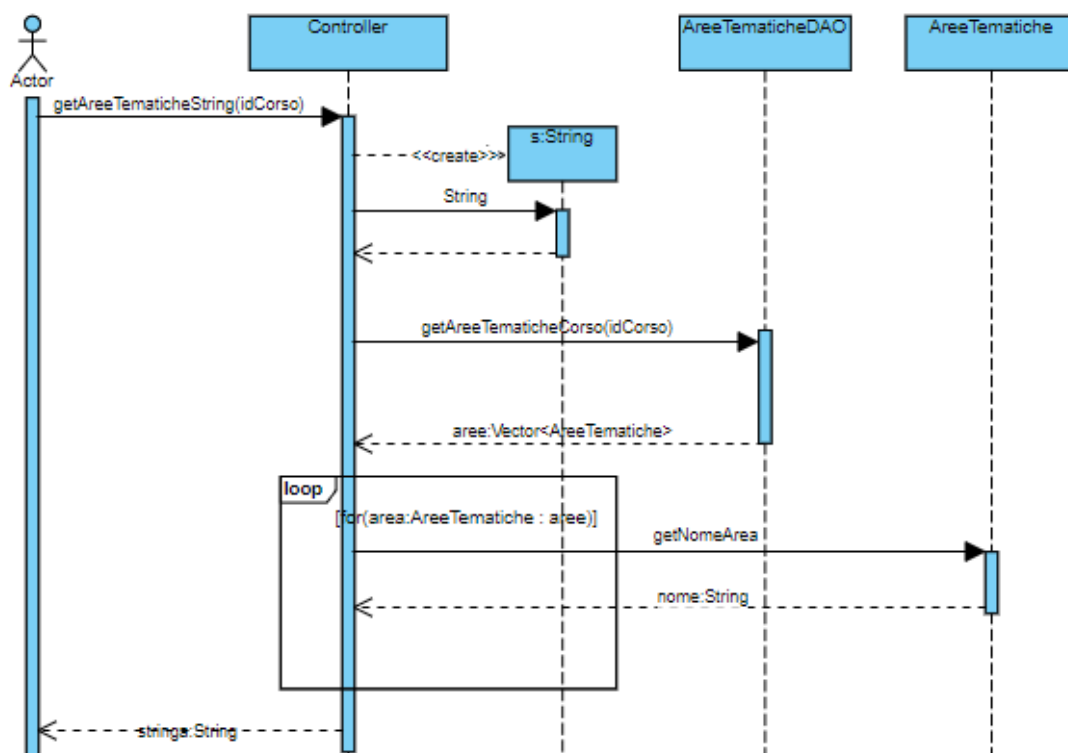 Controller
AreeTematicheDAO
AreeTematiche
Actor
getAreeTematicheString(idCorso)
s:String
<<create>>
String
getAreeTematicheCorso(idCorso)
aree:Vector<AreeTematiche>
loop
[for(area:AreeTematiche : aree)]
getNomeArea
nome:String
strings:String